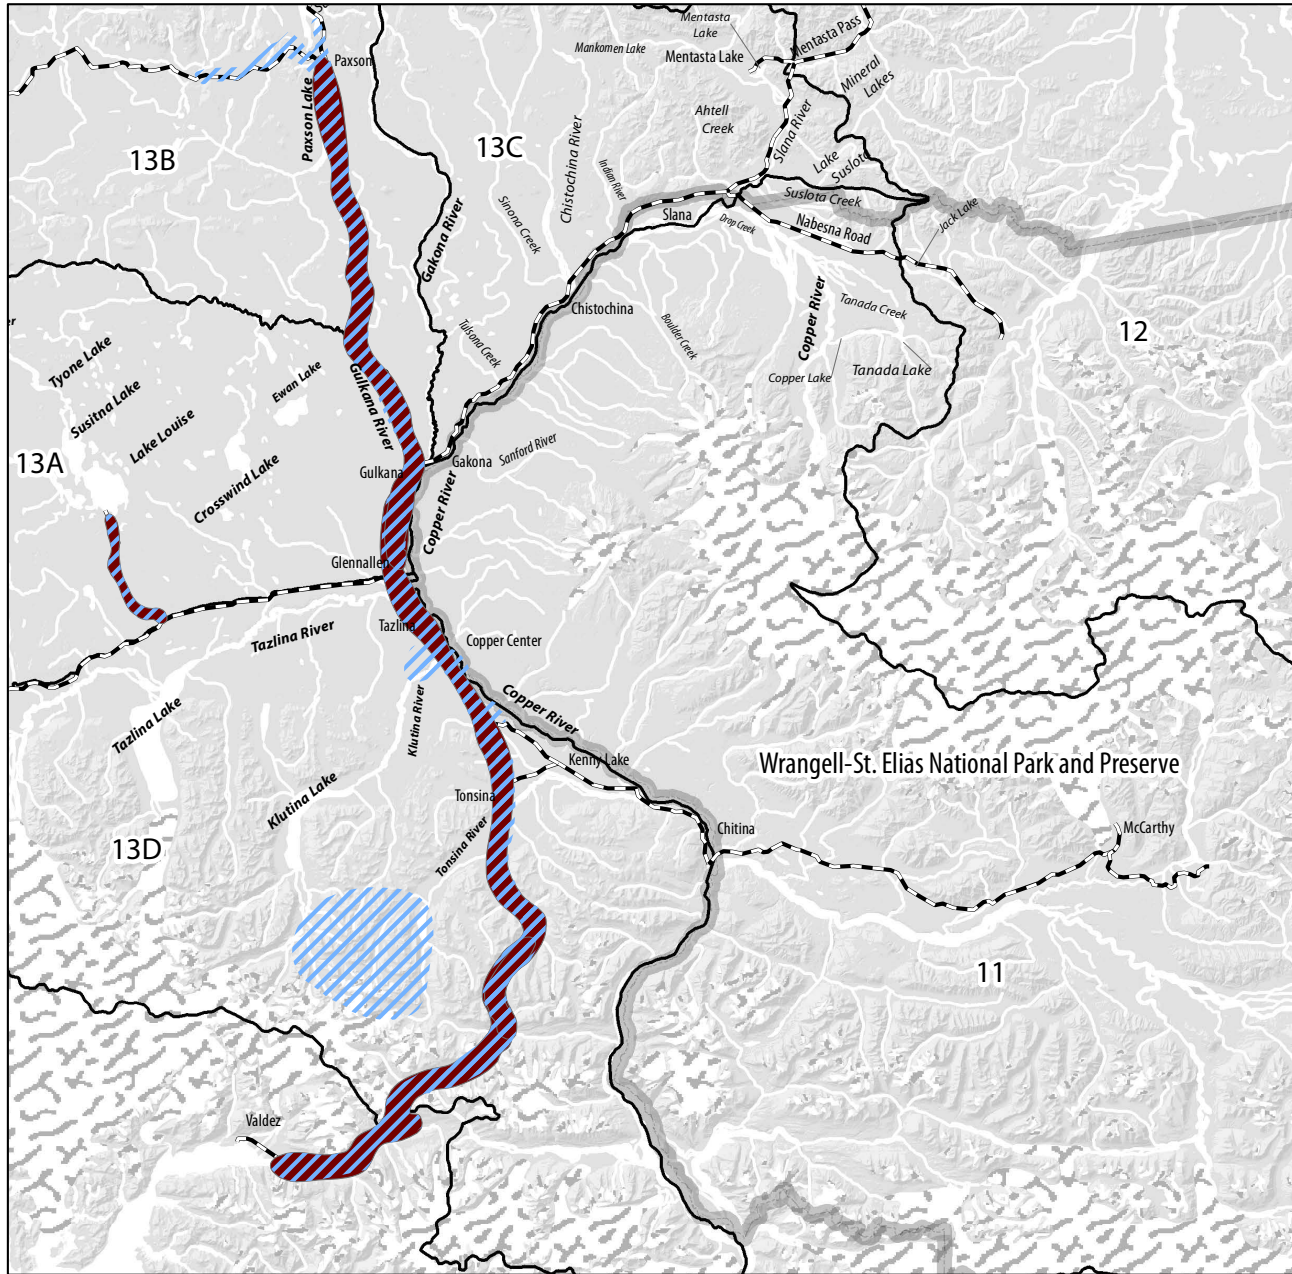 Mentasta
Lake
Mentasta Pass
Mankomen Lake
Mentasta Lake
Paxson
Mineral
Lakes
Paxson Lake
Ahtell
Creek
Slana River
13B
13C
Chistochina River
Indian River
Lake
Suslota
Suslota Creek
Slana
Sinona Creek
Drop Creek
Nabesna Road
Jack Lake
Gakona River
Chistochina
Copper River
Tanada Creek
Tulsona Creek
Boulder Creek
12
Tyone Lake
Ewan Lake
Copper Lake
Tanada Lake
Susitna Lake
Gulkana River
Lake Louise
Sanford River
13A
Gulkana
Gakona
Crosswind Lake
Copper River
Glennallen
Tazlina River
Tazlina
Copper Center
Copper River
Klutina River
Tazlina Lake
Kenny Lake
Wrangell-St. Elias National Park and Preserve
Klutina Lake
Tonsina
Chitina
McCarthy
13D
Tonsina River
11
Valdez